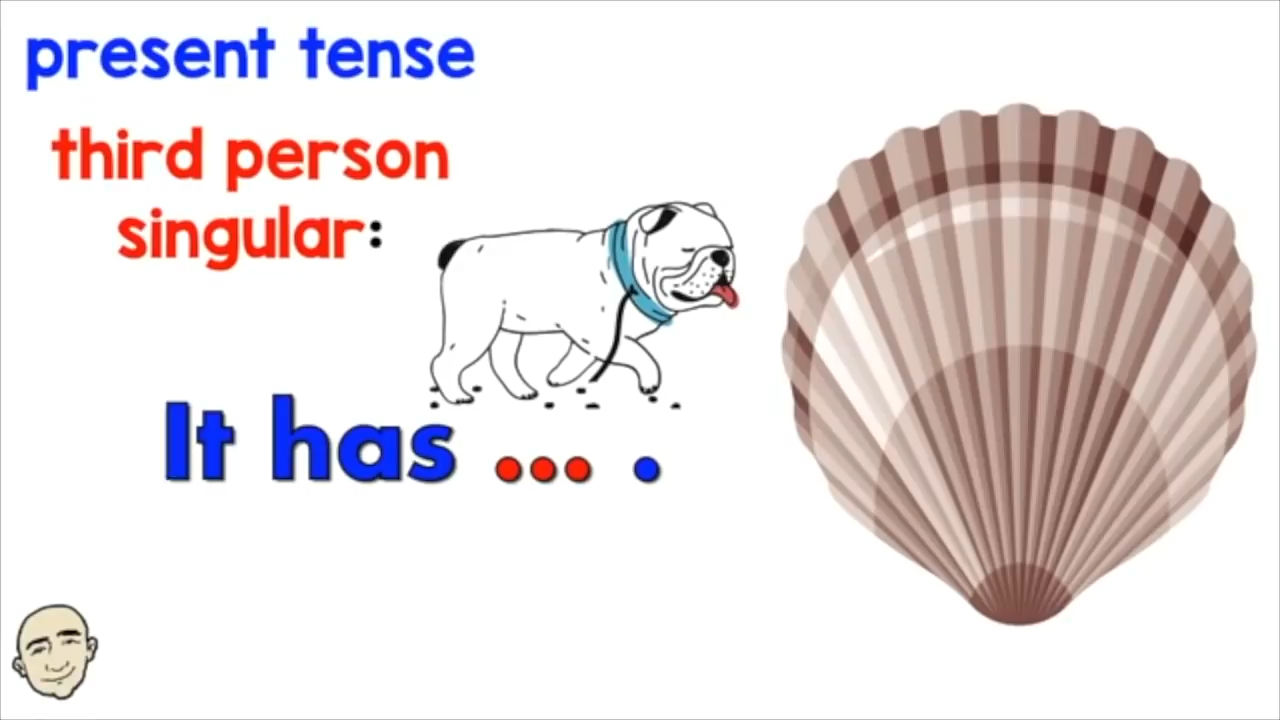 present tense
third person
singular:
It has ... .